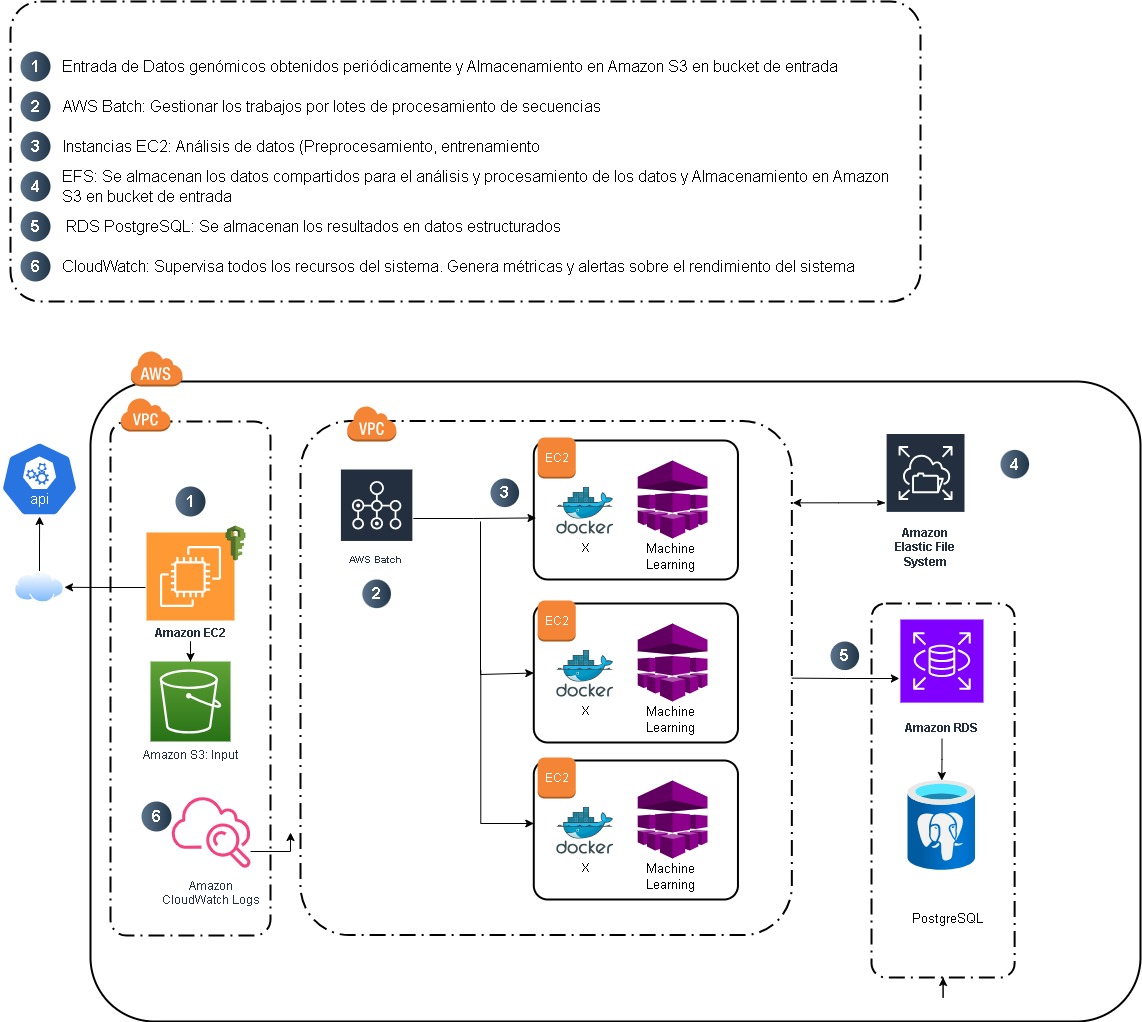 1 Entrada de Datos genómicos obtenidos periódicamente y Almacenamiento en Amazon S3 en bucket de entrada
2 AWS Batch: Gestionar los trabajos por lotes de procesamiento de secuencias
3 Instancias EC2: Análisis de datos (Preprocesamiento, entrenamiento
4 EFS: Se almacenan los datos compartidos para el análisis y procesamiento de los datos y Almacenamiento en Amazon
S3 en bucket de entrada
5 RDS PostgreSQL: Se almacenan los resultados en datos estructurados
6 CloudWatch: Supervisa todos los recursos del sistema. Genera métricas y alertas sobre el rendimiento del sistema
AWS
VPC
api
1
Amazon EC2
Amazon S3: Input
6
Amazon
CloudWatch Logs
VPC
AWS Batch
2
3
EC2
docker
X
Machine
Learning
EC2
docker
X
Machine
Learning
EC2
docker
X
Machine
Learning
4
Amazon
Elastic File
System
5
Amazon RDS
PostgreSQL